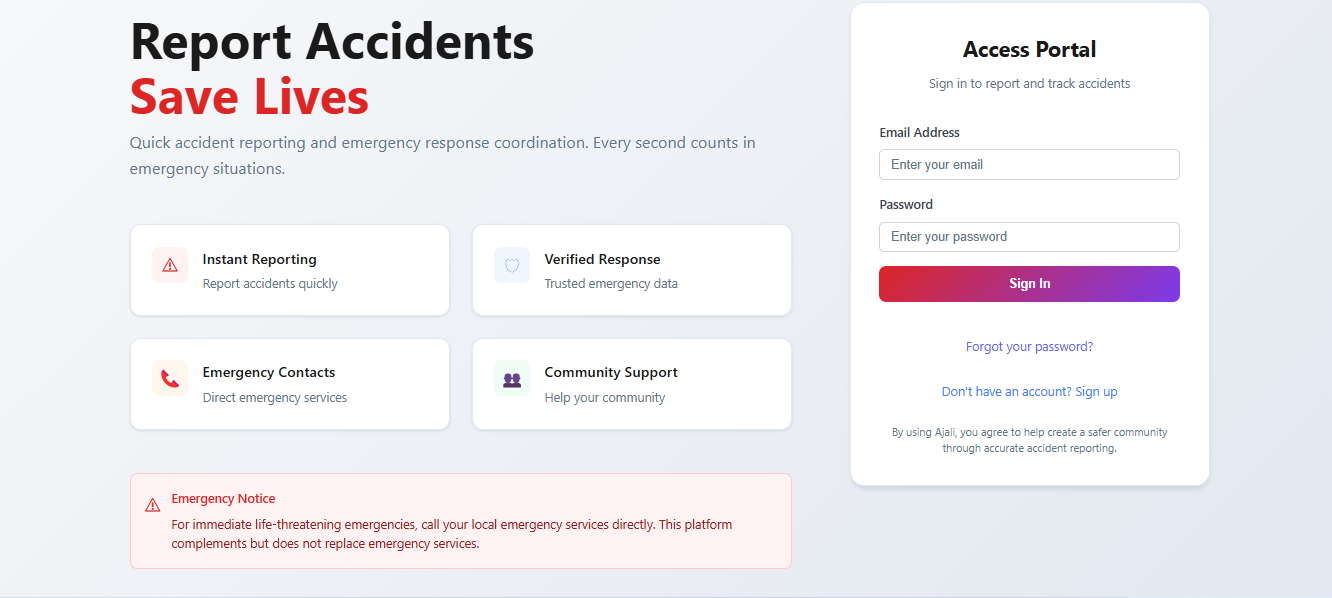 Report Accidents
Save Lives
Quick accident reporting and emergency response coordination. Every second counts in
emergency situations.
Instant Reporting
Report accidents quickly
Verified Response
Trusted emergency data
Emergency Contacts
Direct emergency services
Community Support
Help your community
Emergency Notice
For immediate life-threatening emergencies, call your local emergency services directly. This platform
complements but does not replace emergency services.
Access Portal
Sign in to report and track accidents
Email Address
Enter your email
Password
Enter your password
Sign In
Forgot your password?
Don't have an account? Sign up
By using Ajali, you agree to help create a safer community
through accurate accident reporting.